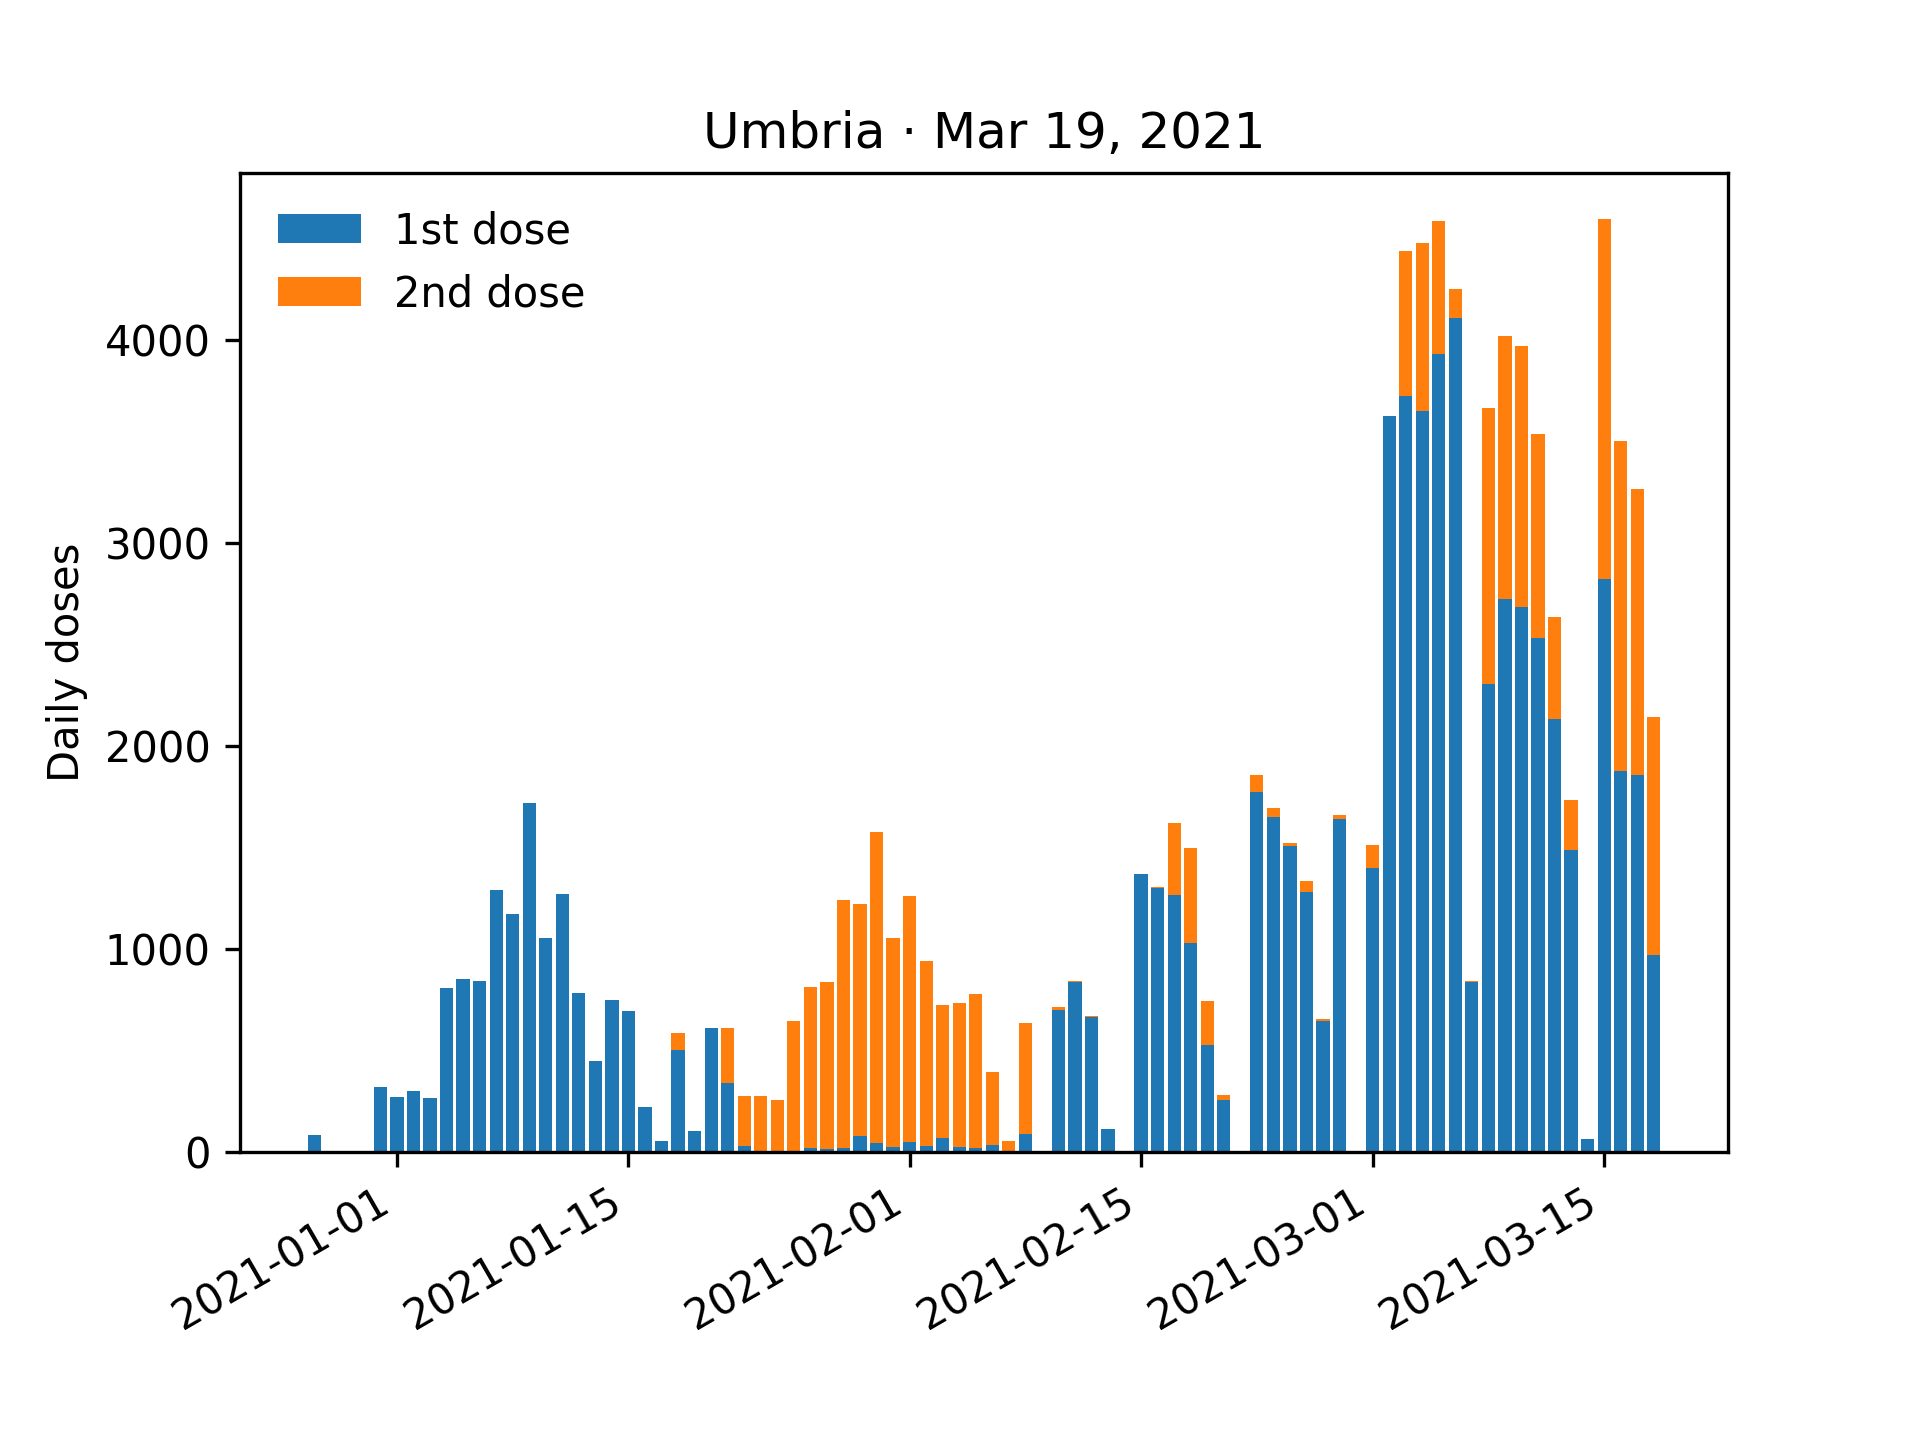 Umbria · Mar 19, 2021
1st dose
2nd dose
Daily doses
4000
3000
2000
1000
0
2021-01-01
2021-01-15
2021-02-01
2021-02-15
2021-03-01
2021-03-15